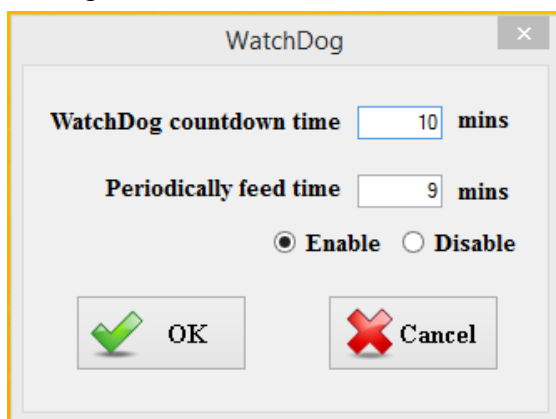 WatchDog
WatchDog countdown time 10 mins
Periodically feed time 9 mins
Enable Disable
OK Cancel